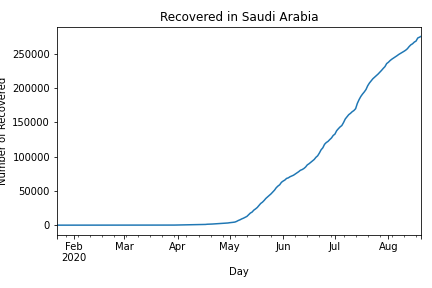 Recovered in Saudi Arabia
Number of Recovered
250000
200000
150000
100000
50000
0
Feb Mar Apr May Jun Jul Aug
2020
Day